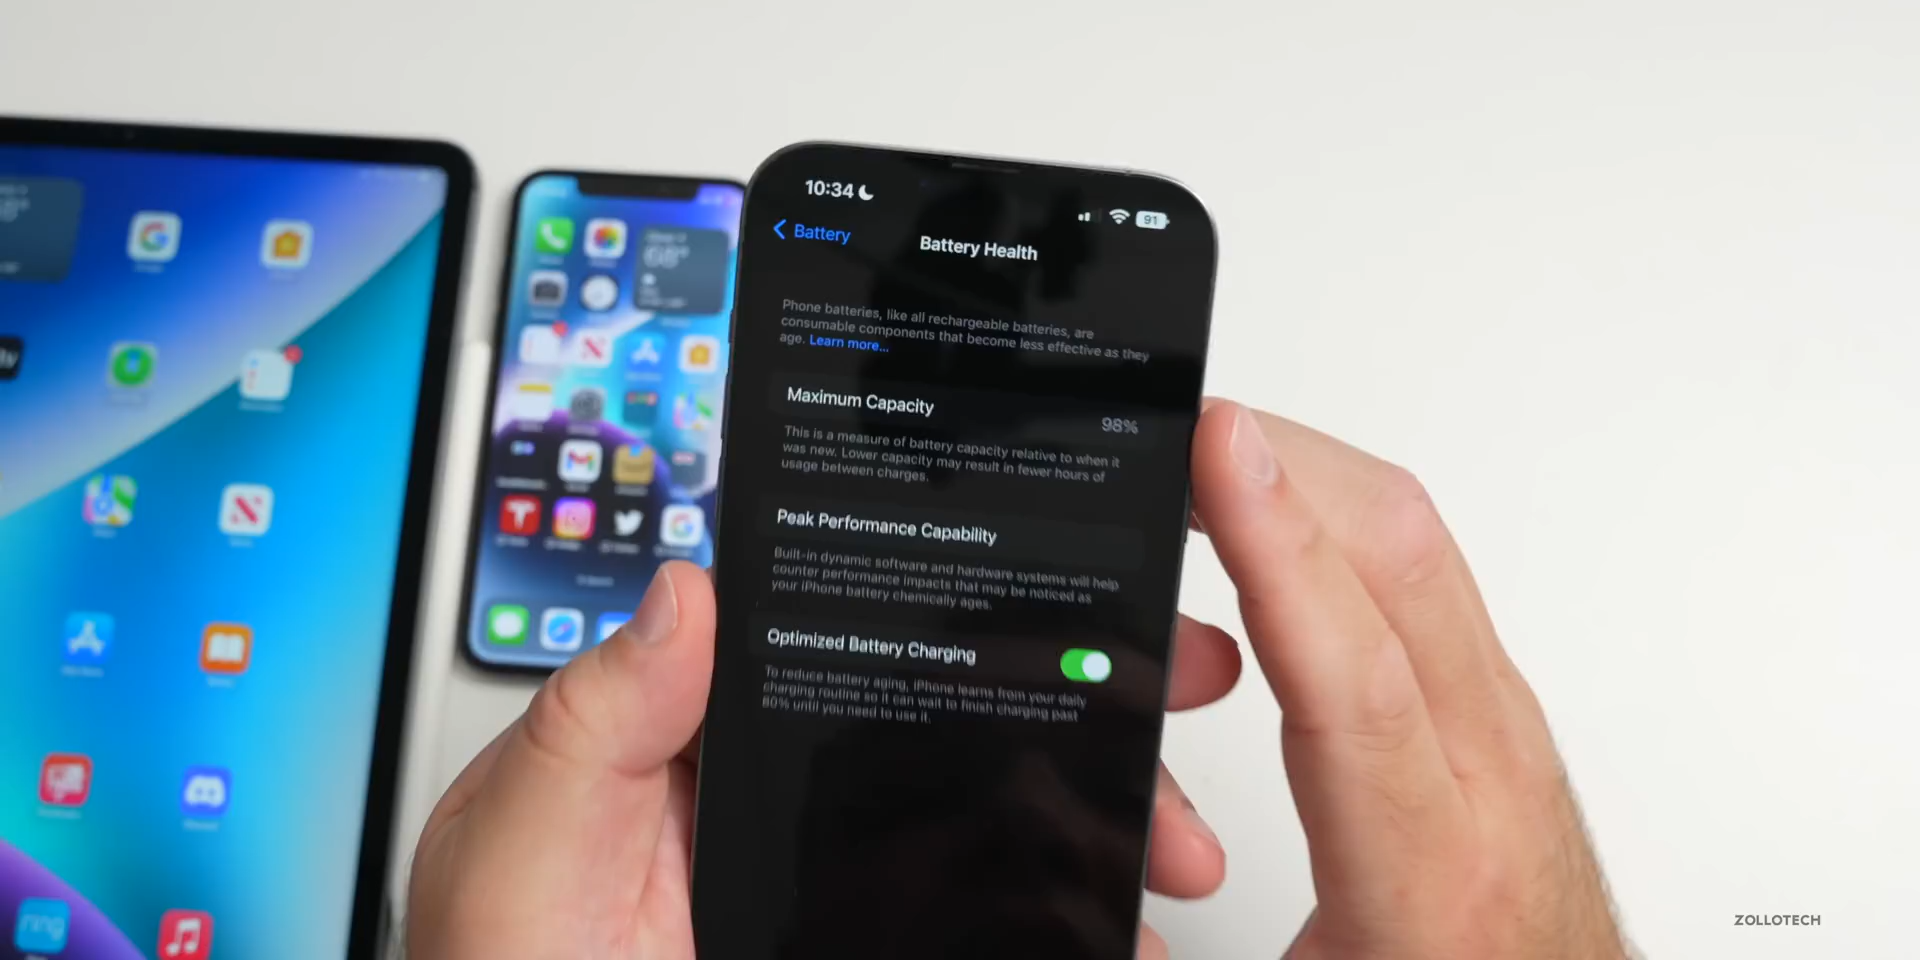 10:34
91
Battery
Battery Health
Phone batteries, like all rechargeable batteries, are
consumable components that become less effective as they
age. Learn more...
Maximum Capacity
98%
This is a measure of battery capacity relative to when it
was new. Lower capacity may result in fewer hours of
usage between charges.
Peak Performance Capability
Built-in dynamic software and hardware systems will help
counter performance impacts that may be noticed as
your iPhone battery chemically ages.
Optimized Battery Charging
To reduce battery aging, iPhone learns from your daily
charging routine so it can wait to finish charging past
80% until you need to use it.
ring
ZOLLOTECH